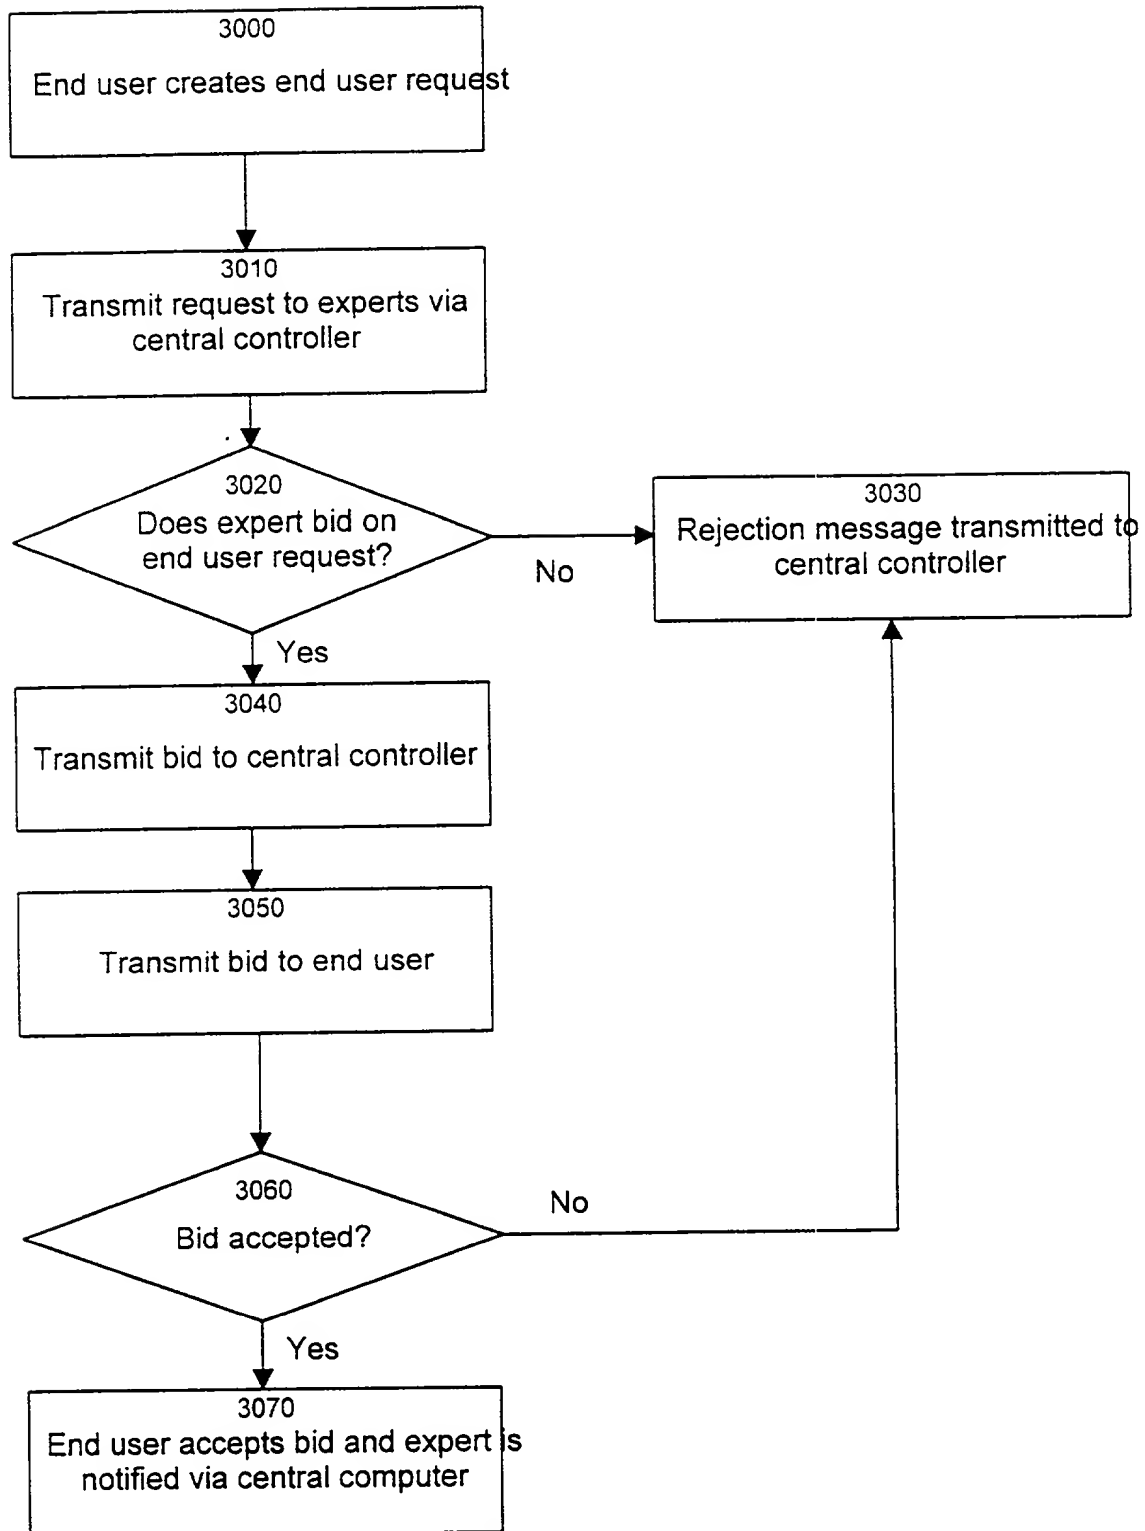 3000
End user creates end user request
3010
Transmit request to experts via
central controller
3020
Does expert bid on
end user request?
No
3030
Rejection message transmitted to
central controller
Yes
3040
Transmit bid to central controller
3050
Transmit bid to end user
3060
Bid accepted?
No
Yes
3070
End user accepts bid and expert is
notified via central computer